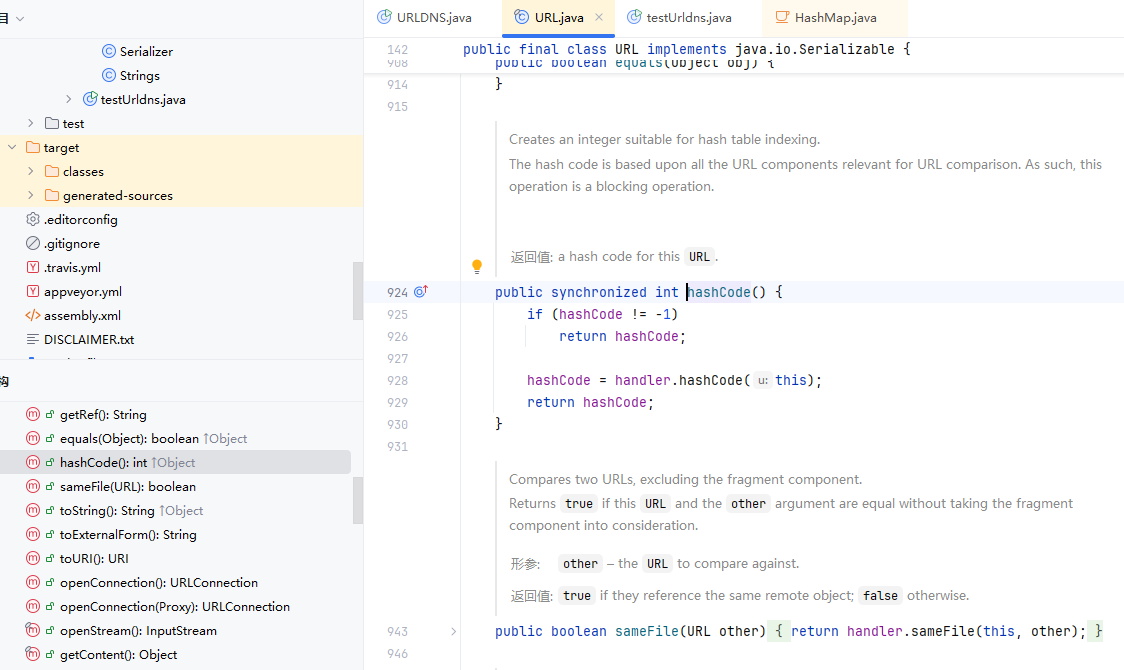 目
Serializer
Strings
testUrldns.java
test
target
classes
generated-sources
.editorconfig
.gitignore
.travis.yml
appveyor.yml
assembly.xml
DISCLAIMER.txt
构
getRef(): String
equals(Object): boolean ↑Object
hashCode(): int ↑Object
sameFile(URL): boolean
toString(): String ↑Object
toExternalForm(): String
toURI(): URI
openConnection(): URLConnection
openConnection(Proxy): URLConnection
openStream(): InputStream
getContent(): Object
URLDNS.java
URL.java
testUrldns.java
HashMap.java
142 public final class URL implements java.io.Serializable {
908 public boolean equals(Object obj) {
914 }
915
Creates an integer suitable for hash table indexing.
The hash code is based upon all the URL components relevant for URL comparison. As such, this
operation is a blocking operation.
返回值: a hash code for this URL .
924 public synchronized int hashCode() {
925 if (hashCode != -1)
926 return hashCode;
927
928 hashCode = handler.hashCode( u: this);
929 return hashCode;
930 }
931
Compares two URLs, excluding the fragment component.
Returns true if this URL and the other argument are equal without taking the fragment
component into consideration.
形参: other – the URL to compare against.
返回值: true if they reference the same remote object; false otherwise.
943 public boolean sameFile(URL other) { return handler.sameFile(this, other); }
946